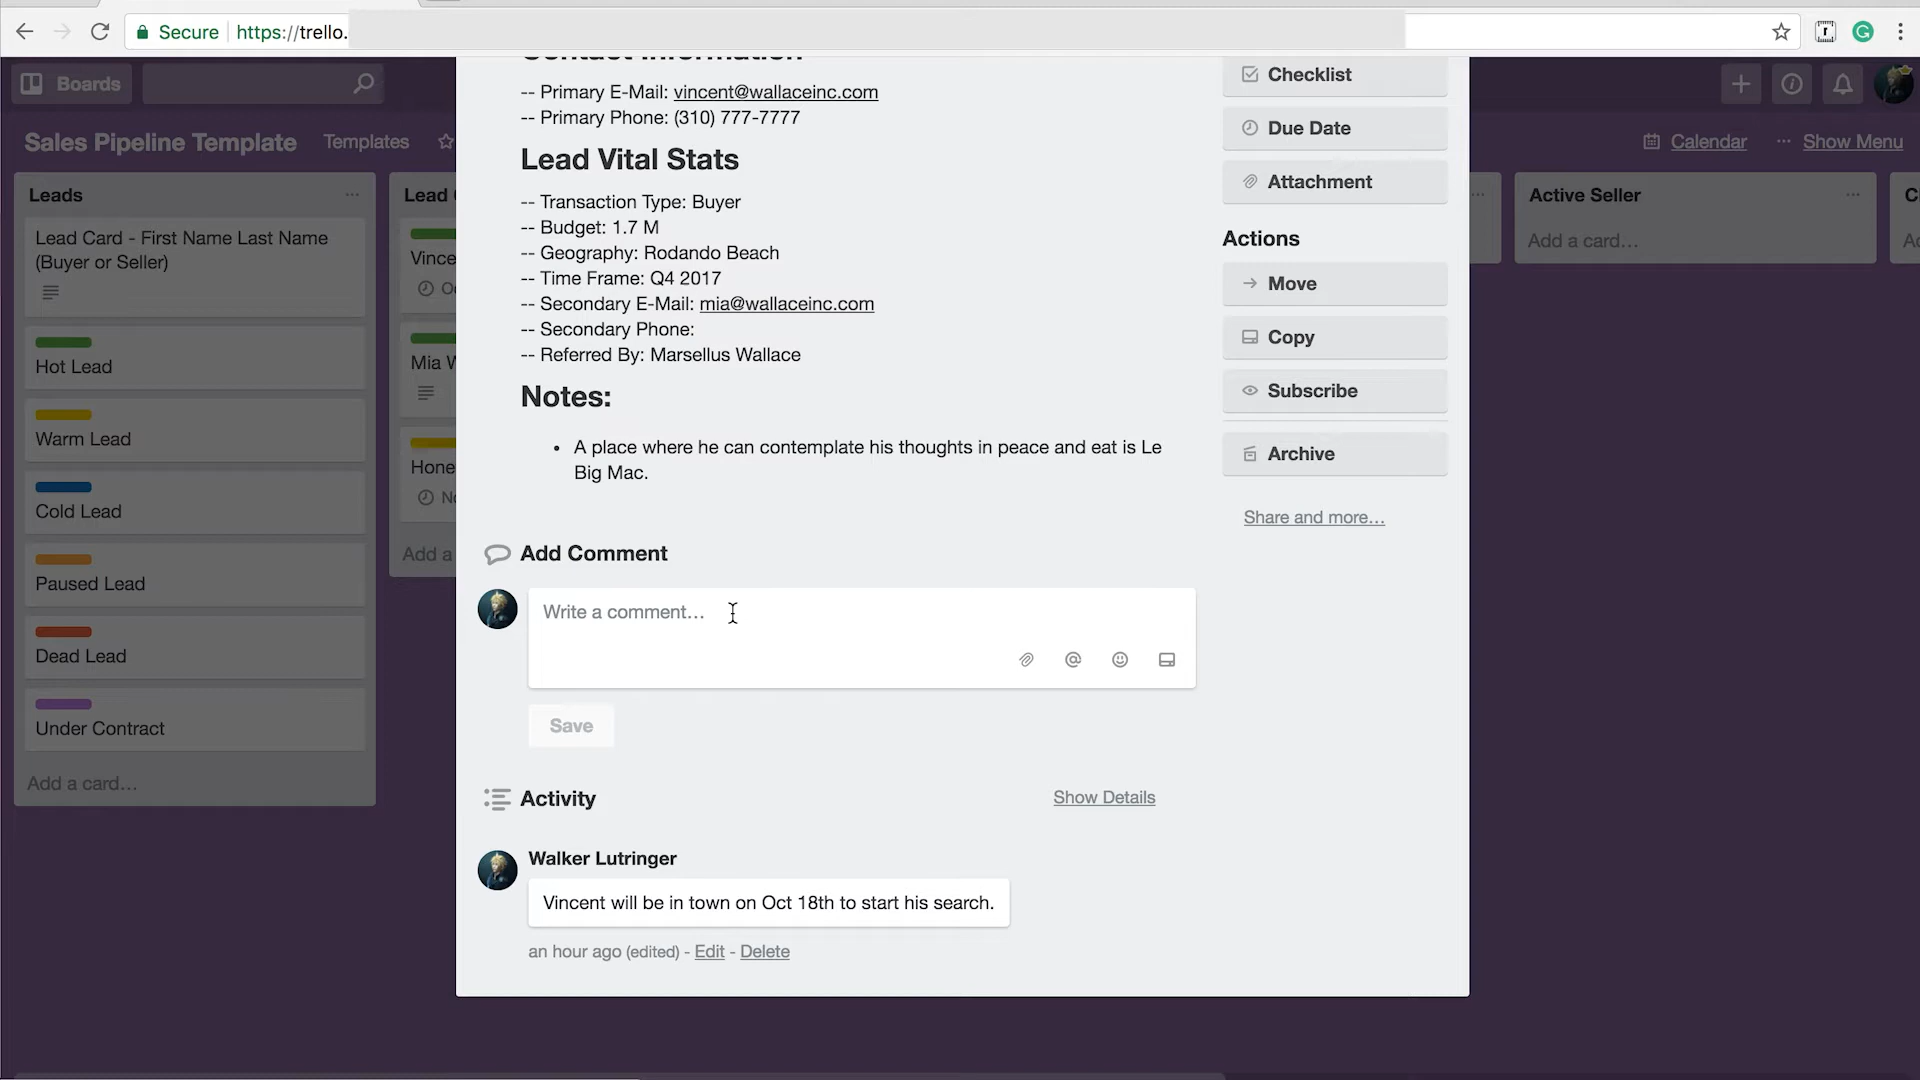 Secure
https://trello.
Boards
Sales Pipeline Template
Templates
Calendar
Show Menu
Leads
Lead Card - First Name Last Name
(Buyer or Seller)
Hot Lead
Warm Lead
Cold Lead
Paused Lead
Dead Lead
Under Contract
Add a card…
Lead
Vince
Mia W
Hone
Add a
-- Primary E-Mail: vincent@wallaceinc.com
-- Primary Phone: (310) 777-7777
Lead Vital Stats
-- Transaction Type: Buyer
-- Budget: 1.7 M
-- Geography: Rodando Beach
-- Time Frame: Q4 2017
-- Secondary E-Mail: mia@wallaceinc.com
-- Secondary Phone:
-- Referred By: Marsellus Wallace
Notes:
• A place where he can contemplate his thoughts in peace and eat is Le
Big Mac.
Add Comment
Write a comment…
Save
Activity
Show Details
Walker Lutringer
Vincent will be in town on Oct 18th to start his search.
an hour ago (edited) - Edit - Delete
Checklist
Due Date
Attachment
Actions
Move
Copy
Subscribe
Archive
Share and more…
Active Seller
Add a card…